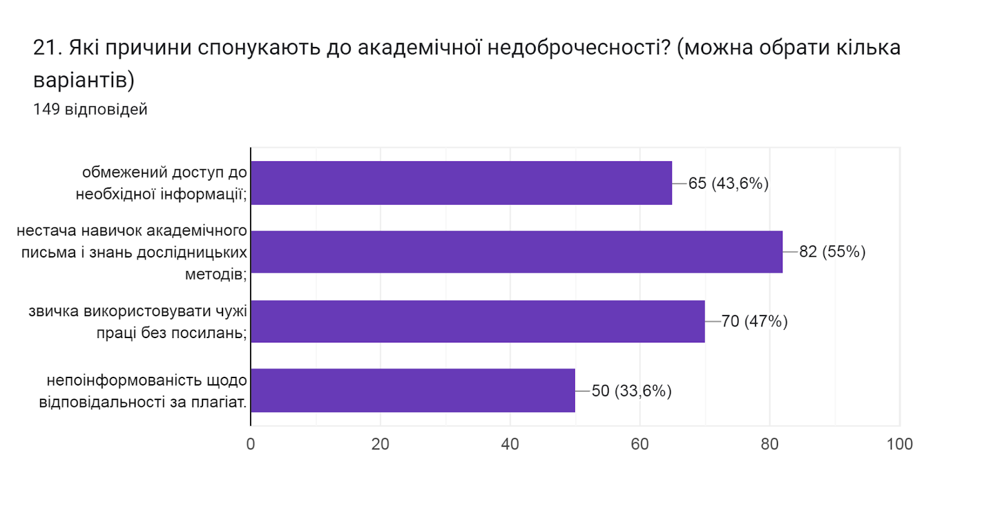 21. Які причини спонукають до академічної недоброчесності? (можна обрати кілька
варіантів)
149 відповідей
обмежений доступ до
необхідної інформації;
65 (43,6%)
нестача навичок академічного
письма і знань дослідницьких
методів;
82 (55%)
звичка використовувати чужі
праці без посилань;
70 (47%)
непоінформованість щодо
відповідальності за плагіат.
50 (33,6%)
0 20 40 60 80 100